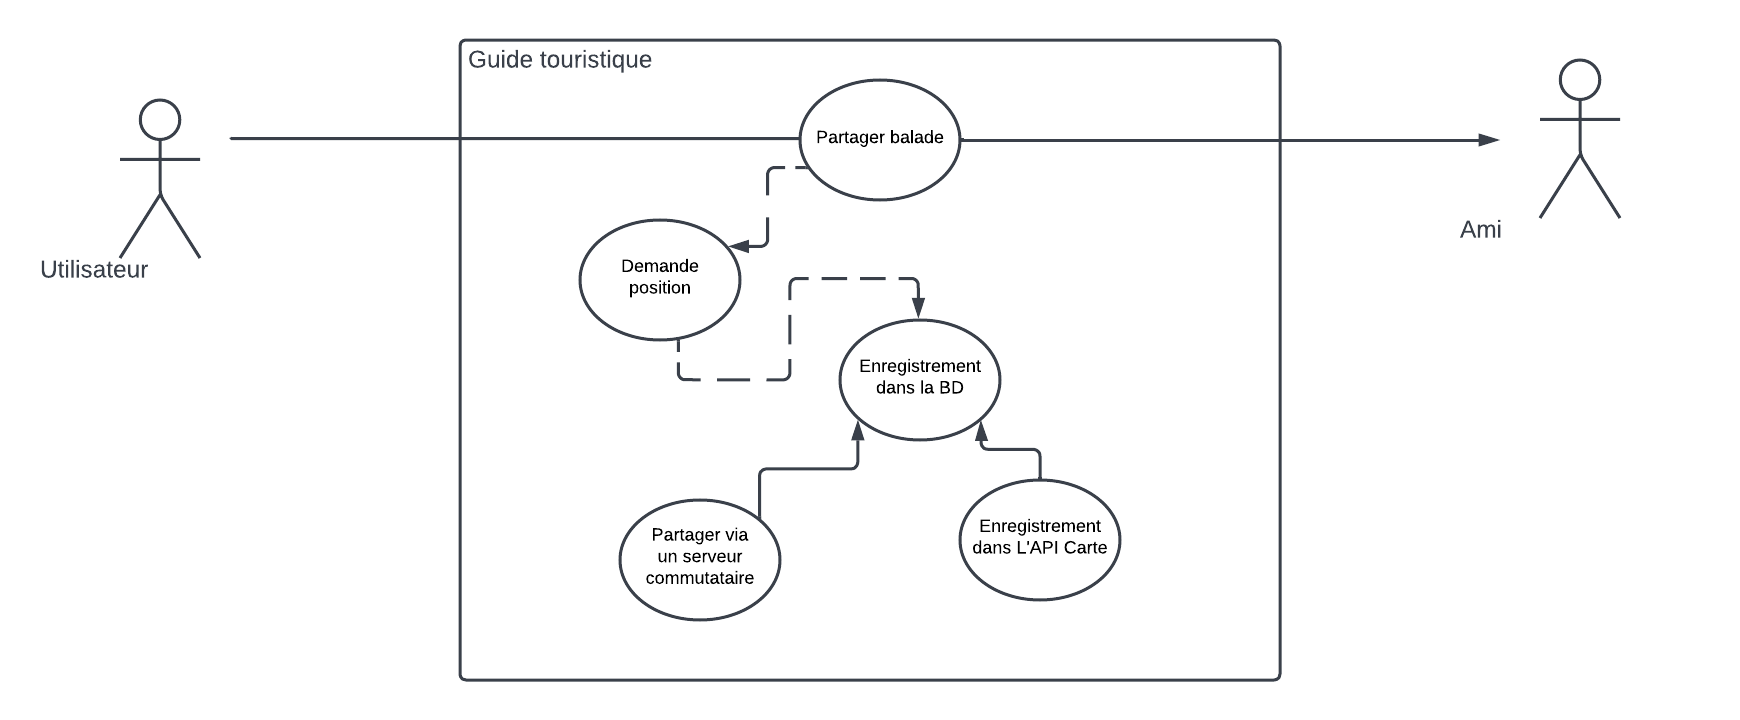 Guide touristique
Partager balade
Utilisateur
Ami
Demande
position
Enregistrement
dans la BD
Partager via
un serveur
commutataire
Enregistrement
dans L'API Carte